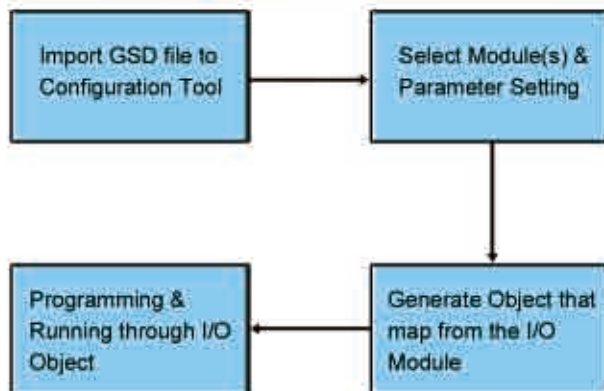 Import GSD file to
Configuration Tool
Select Module(s) &
Parameter Setting
Generate Object that
map from the I/O
Module
Programming &
Running through I/O
Object